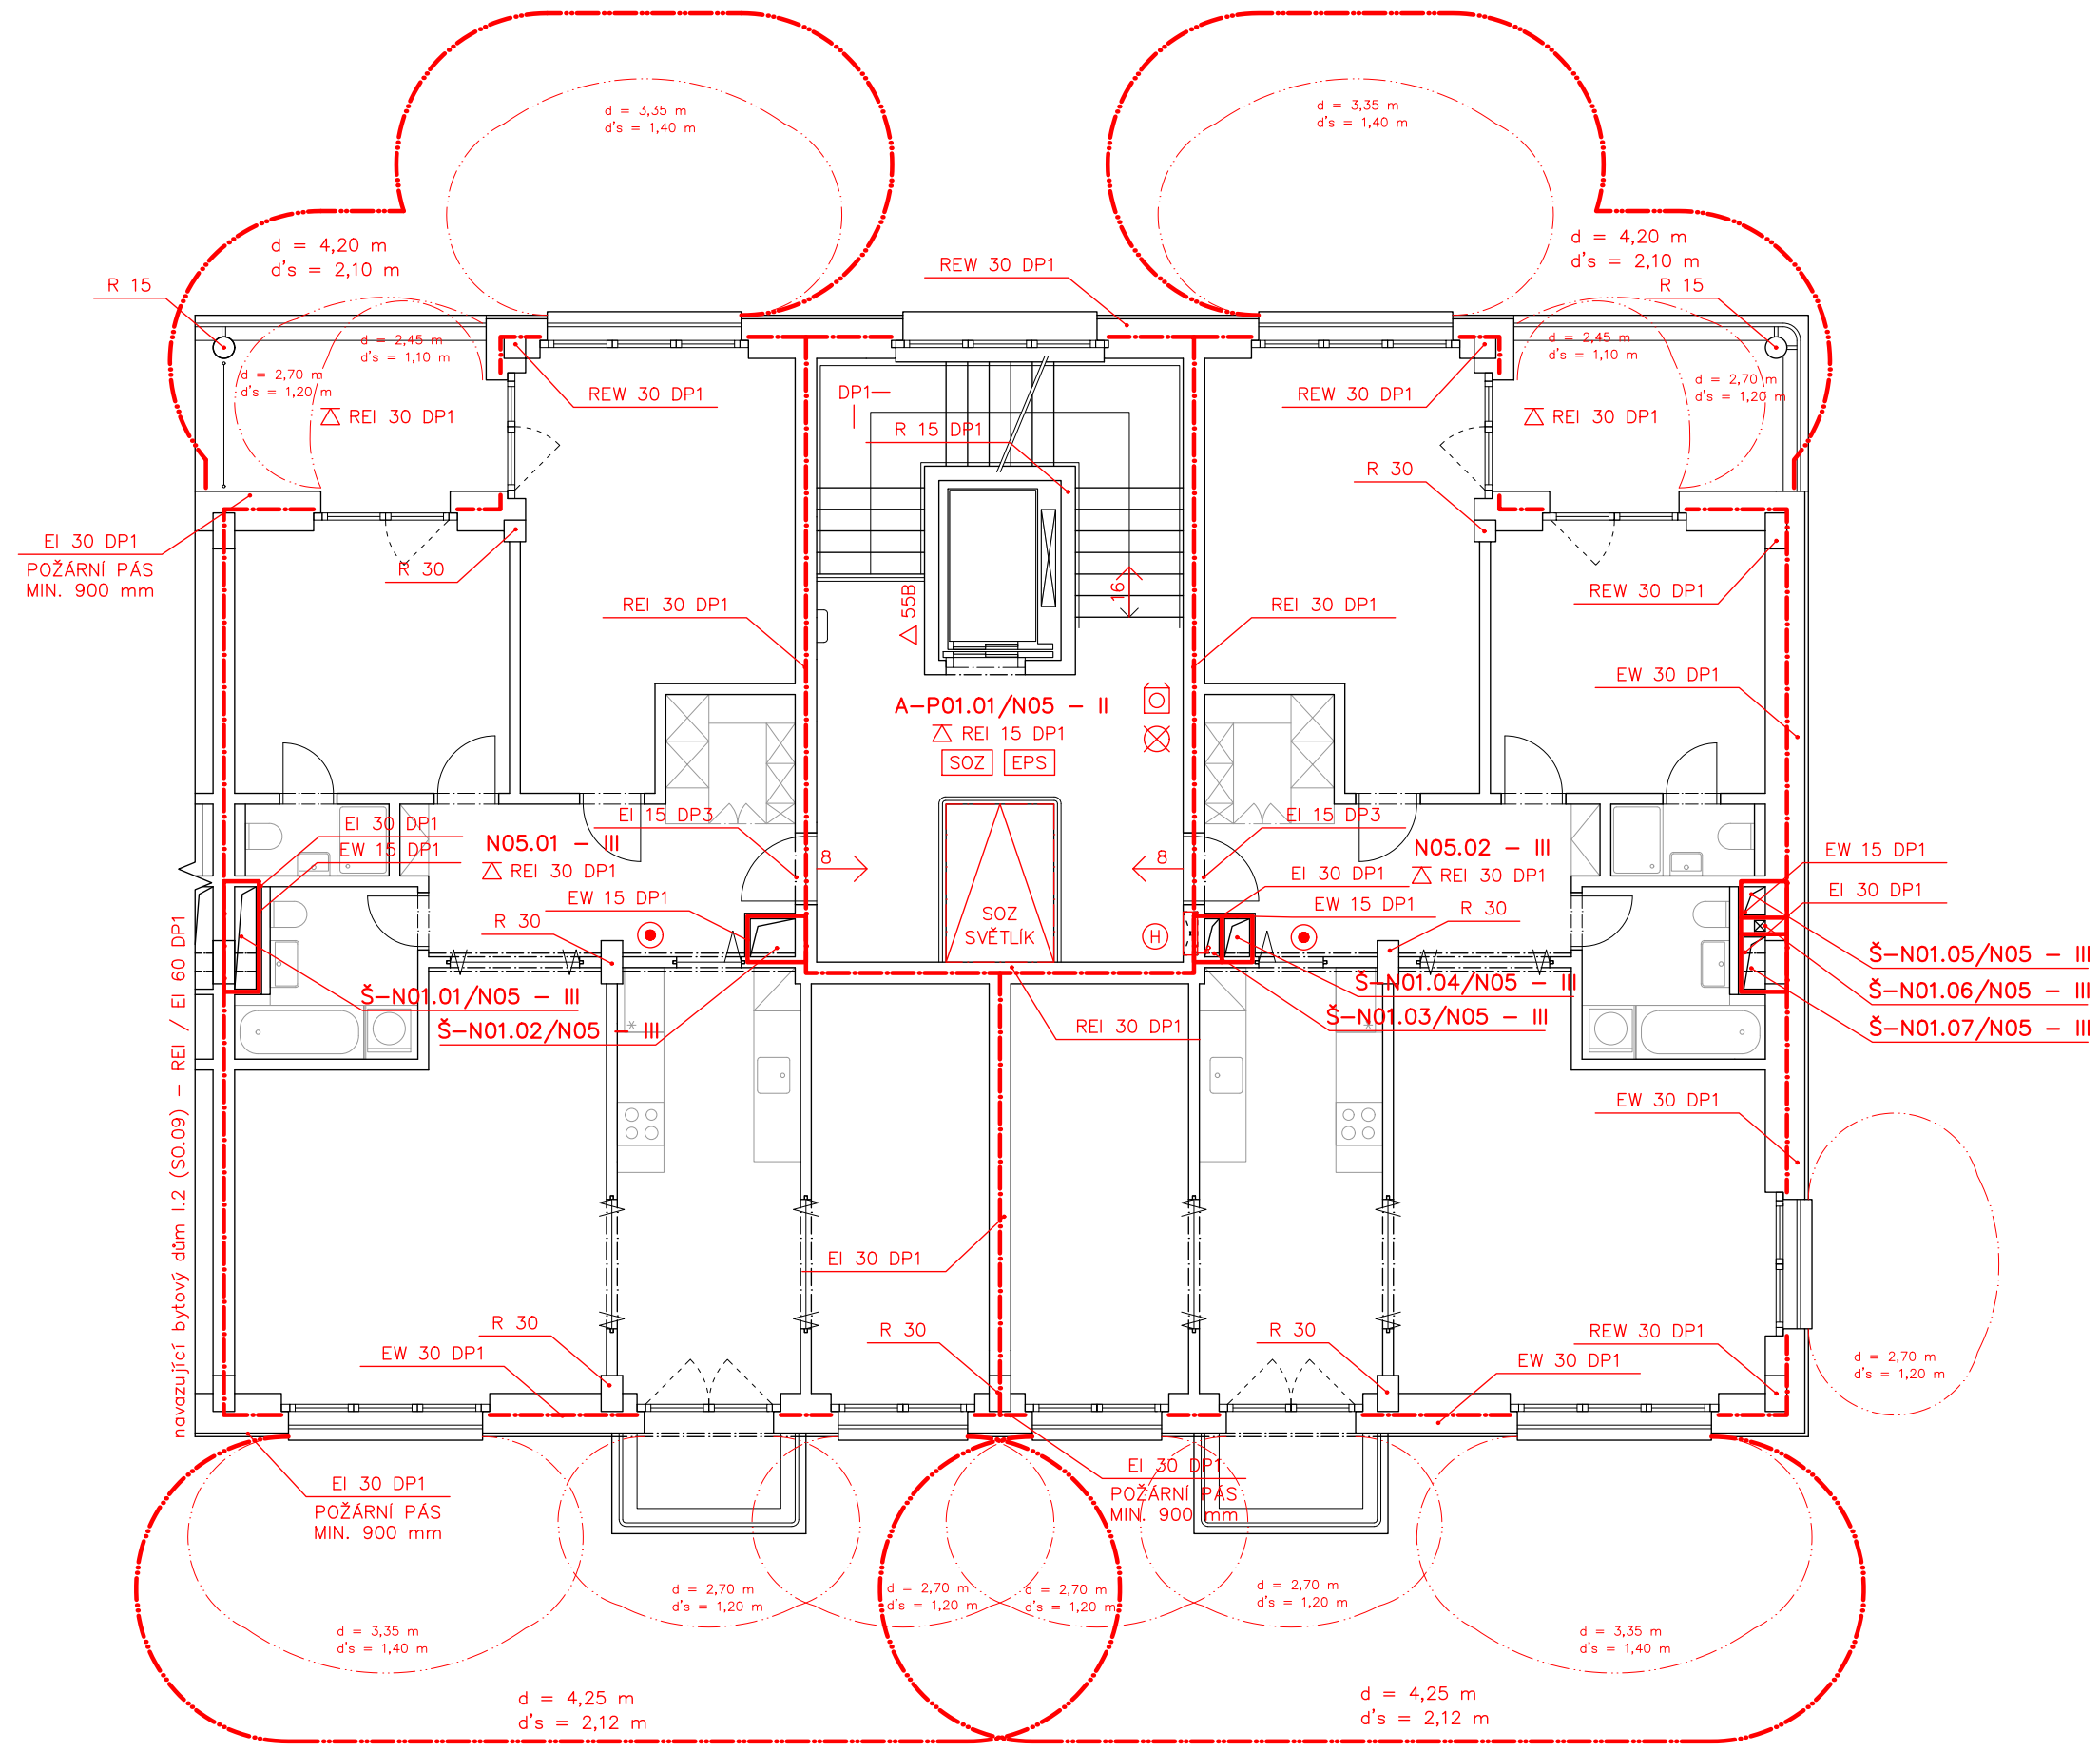 d = 3,35 m
d's = 1,40 m
d = 3,35 m
d's = 1,40 m
d = 4,20 m
d's = 2,10 m
d = 4,20 m
d's = 2,10 m
REW 30 DP1
R 15
R 15
d = 2,45 m
d's = 1,10 m
d = 2,70 m
d's = 1,20 m
REI 30 DP1
REW 30 DP1
DP1
R 15 DP1
REW 30 DP1
d = 2,45 m
d's = 1,10 m
d = 2,70 m
d's = 1,20 m
REI 30 DP1
R 30
EI 30 DP1
POŽÁRNÍ PÁS
MIN. 900 mm
R 30
REI 30 DP1
55B
16
REI 30 DP1
REW 30 DP1
EW 30 DP1
A-P01.01/N05 - II
REI 15 DP1
SOZ
EPS
EI 30 DP1
EW 15 DP1
N05.01 - III
REI 30 DP1
EI 15 DP3
8
8
EI 15 DP3
N05.02 - III
REI 30 DP1
EI 30 DP1
EW 15 DP1
R 30
EW 15 DP1
EI 30 DP1
EW 15 DP1
R 30
SOZ
SVĚTLÍK
H
Š-N01.01/N05 - III
Š-N01.02/N05 - III
REI 30 DP1
Š-N01.04/N05 - III
Š-N01.03/N05 - III
Š-N01.05/N05 - III
Š-N01.06/N05 - III
Š-N01.07/N05 - III
navazující bytový dům I.2 (SO.09) - REI / EI 60 DP1
EW 30 DP1
EI 30 DP1
R 30
EW 30 DP1
R 30
R 30
EW 30 DP1
REW 30 DP1
d = 2,70 m
d's = 1,20 m
EI 30 DP1
POŽÁRNÍ PÁS
MIN. 900 mm
EI 30 DP1
POŽÁRNÍ PÁS
MIN. 900 mm
d = 2,70 m
d's = 1,20 m
d = 2,70 m
d's = 1,20 m
d = 2,70 m
d's = 1,20 m
d = 2,70 m
d's = 1,20 m
d = 3,35 m
d's = 1,40 m
d = 3,35 m
d's = 1,40 m
d = 4,25 m
d's = 2,12 m
d = 4,25 m
d's = 2,12 m